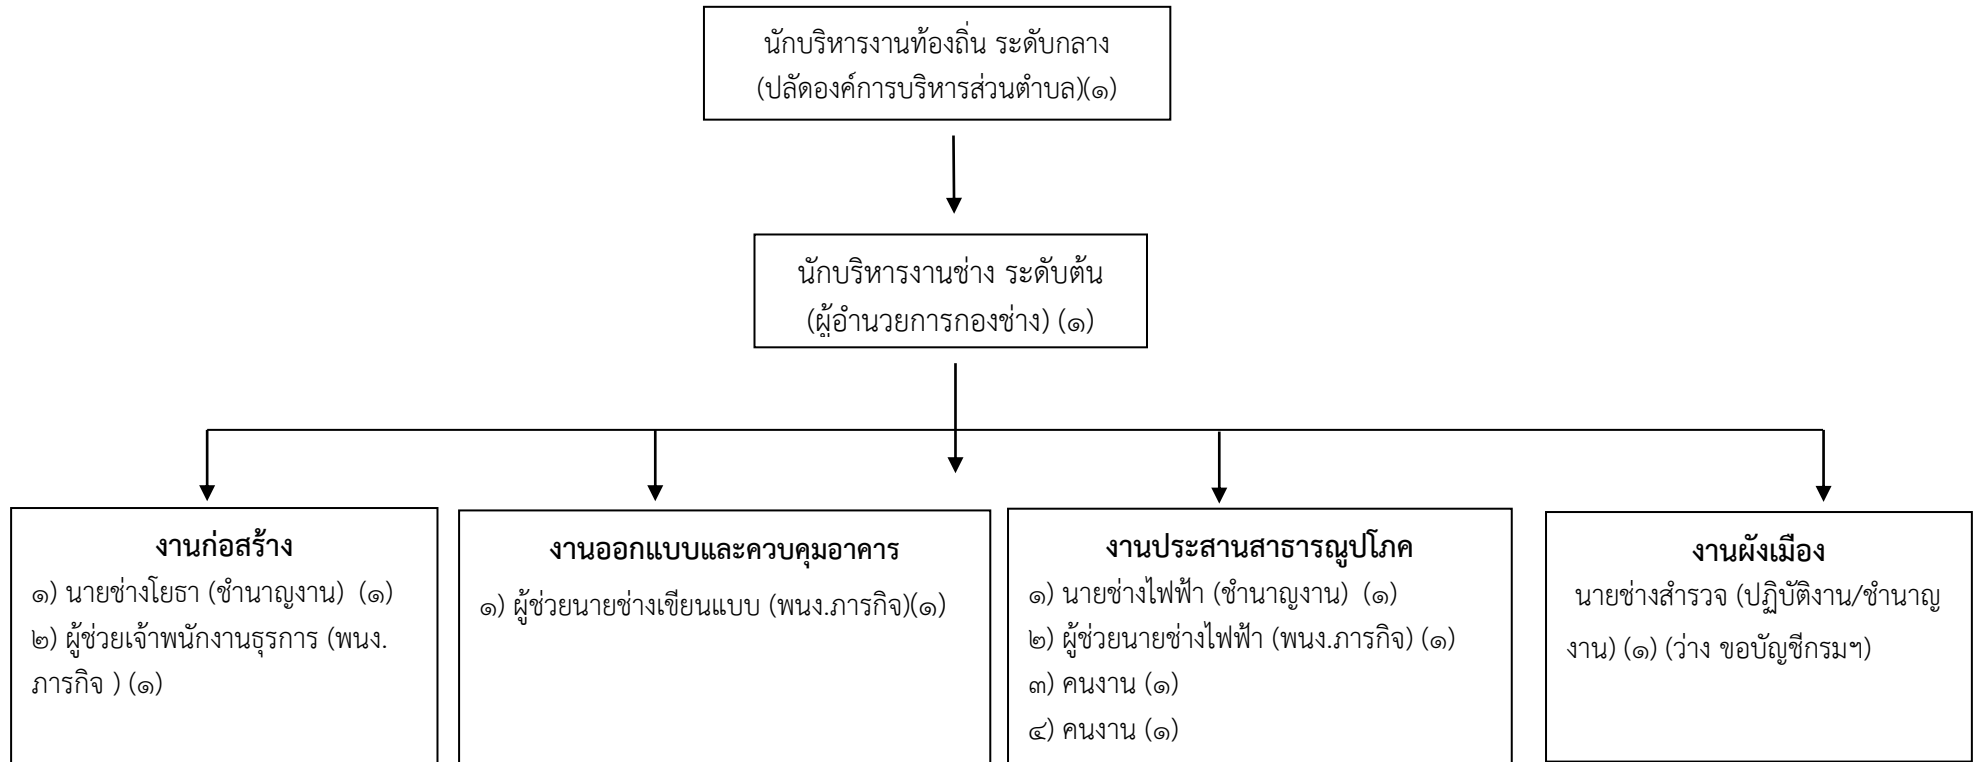 นักบริหารงานท้องถิ่น ระดับกลาง
(ปลัดองค์การบริหารส่วนตำบล)(๑)
นักบริหารงานช่าง ระดับต้น
(ผู้อำนวยการกองช่าง) (๑)
งานก่อสร้าง
๑) นายช่างโยธา (ชำนาญงาน) (๑)
๒) ผู้ช่วยเจ้าพนักงานธุรการ (พนง.
ภารกิจ ) (๑)
งานออกแบบและควบคุมอาคาร
๑) ผู้ช่วยนายช่างเขียนแบบ (พนง.ภารกิจ)(๑)
งานประสานสาธารณูปโภค
๑) นายช่างไฟฟ้า (ชำนาญงาน) (๑)
๒) ผู้ช่วยนายช่างไฟฟ้า (พนง.ภารกิจ) (๑)
๓) คนงาน (๑)
๔) คนงาน (๑)
งานผังเมือง
นายช่างสำรวจ (ปฏิบัติงาน/ชำนาญ
งาน) (๑) (ว่าง ขอบัญชีกรมฯ)